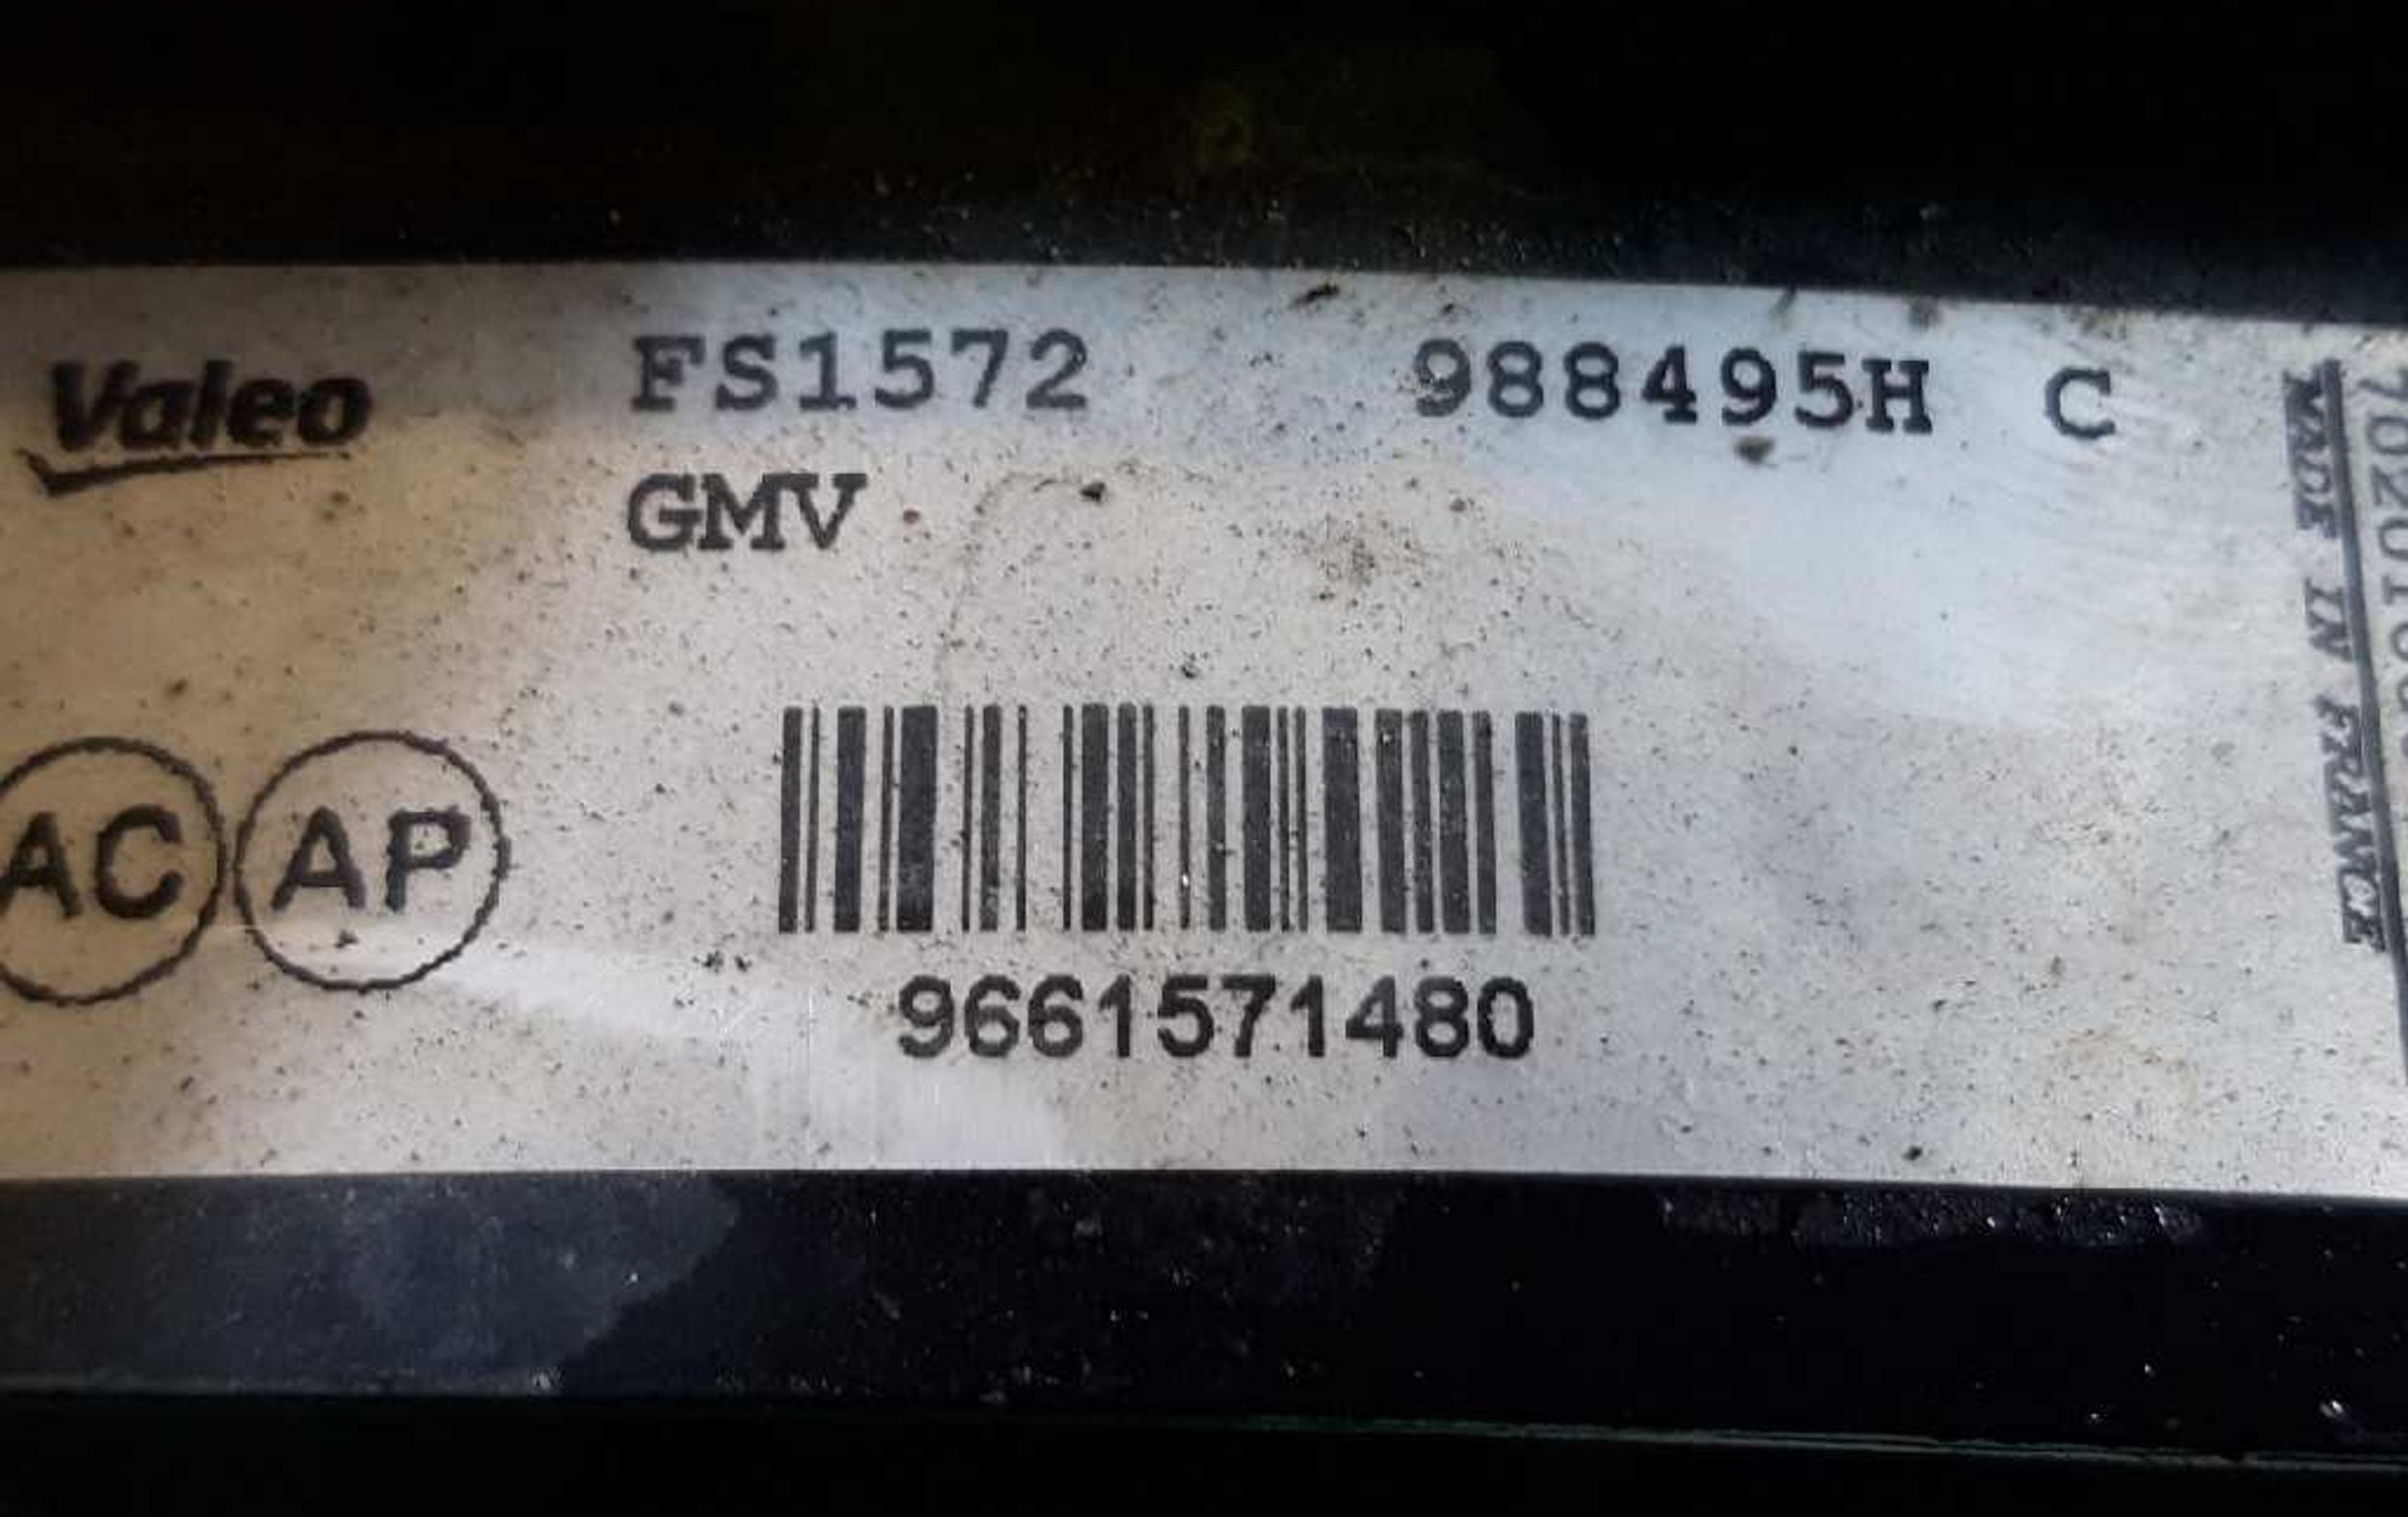 Valeo FS1572 988495H C
GMV
AC AP
9661571480
MADE IN FRANCE